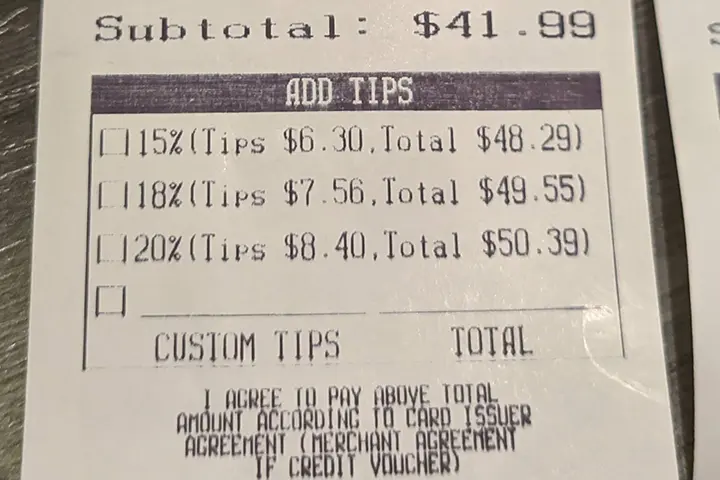 Subtotal: $41.99
ADD TIPS
15%(Tips $6.30,Total $48.29)
18%(Tips $7.56,Total $49.55)
20%(Tips $8.40,Total $50.39)
CUSTOM TIPS TOTAL
I AGREE TO PAY ABOVE TOTAL
AMOUNT ACCORDING TO CARD ISSUER
AGREEMENT (MERCHANT AGREEMENT
IF CREDIT VOUCHER)